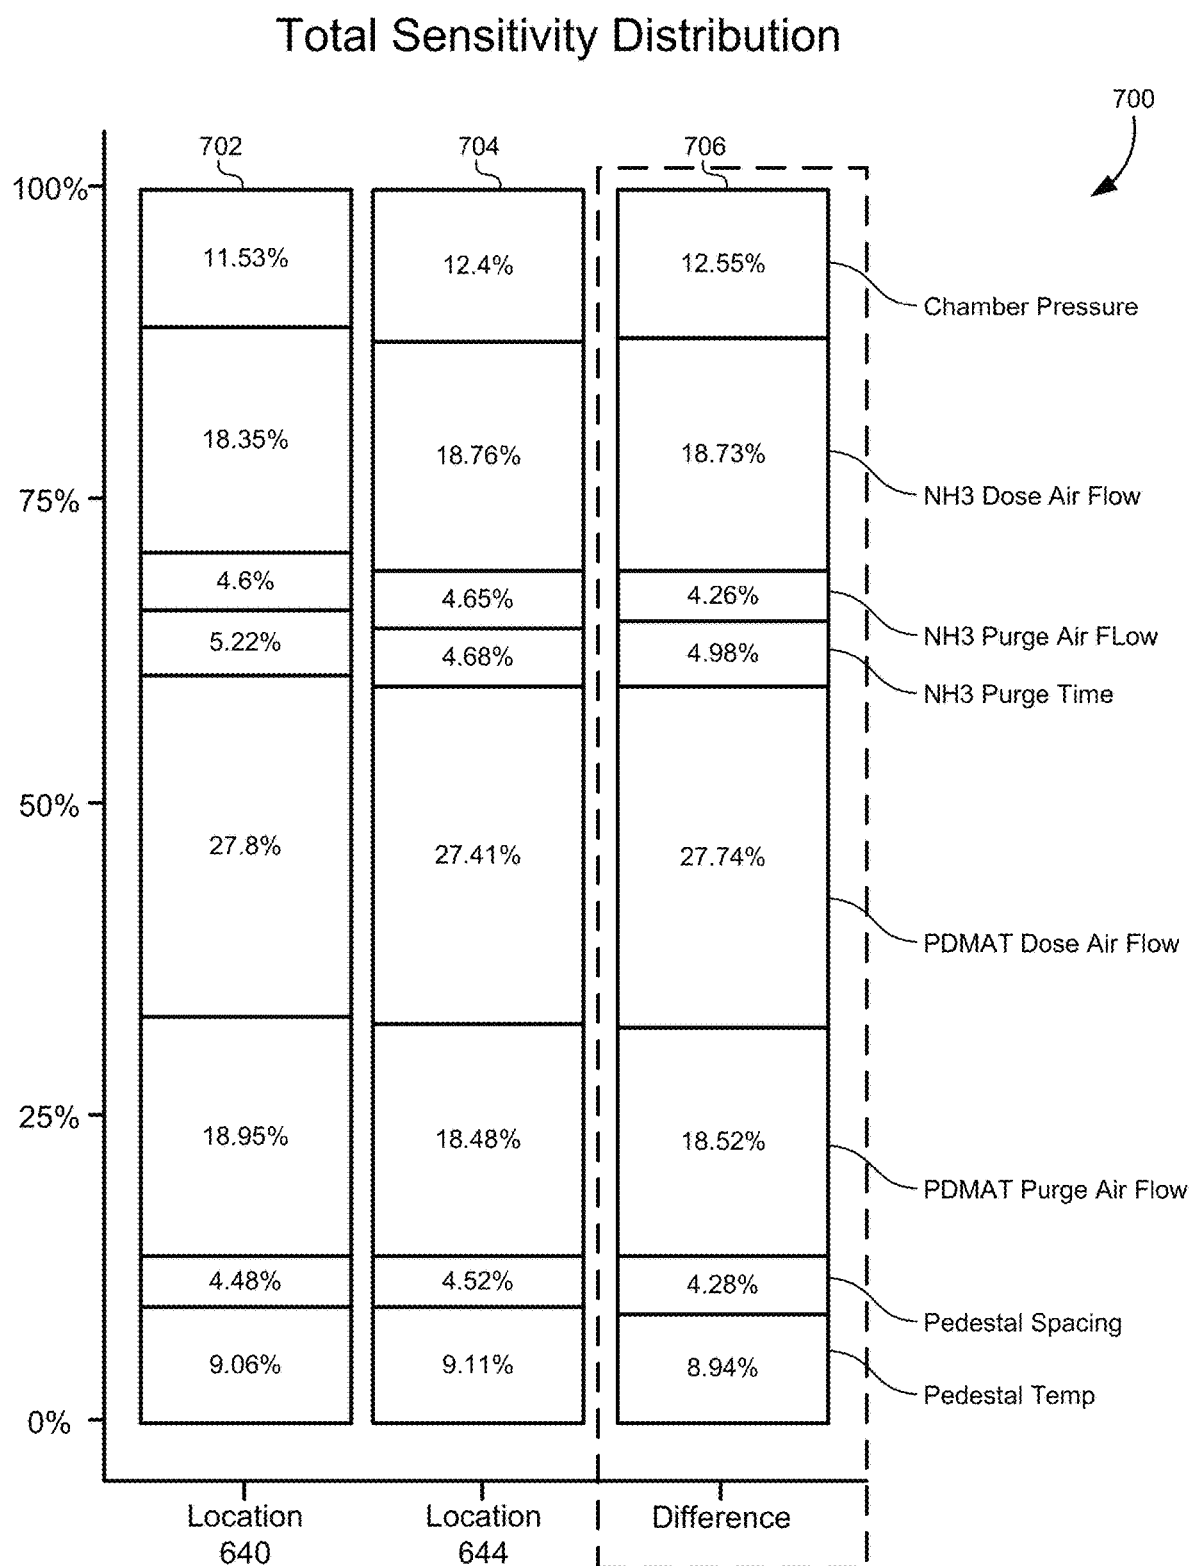 Total Sensitivity Distribution
700
702
704
706
100%
75%
50%
25%
0%
11.53%
18.35%
4.6%
5.22%
27.8%
18.95%
4.48%
9.06%
12.4%
18.76%
4.65%
4.68%
27.41%
18.48%
4.52%
9.11%
12.55%
18.73%
4.26%
4.98%
27.74%
18.52%
4.28%
8.94%
Chamber Pressure
NH3 Dose Air Flow
NH3 Purge Air FLow
NH3 Purge Time
PDMAT Dose Air Flow
PDMAT Purge Air Flow
Pedestal Spacing
Pedestal Temp
Location
640
Location
644
Difference